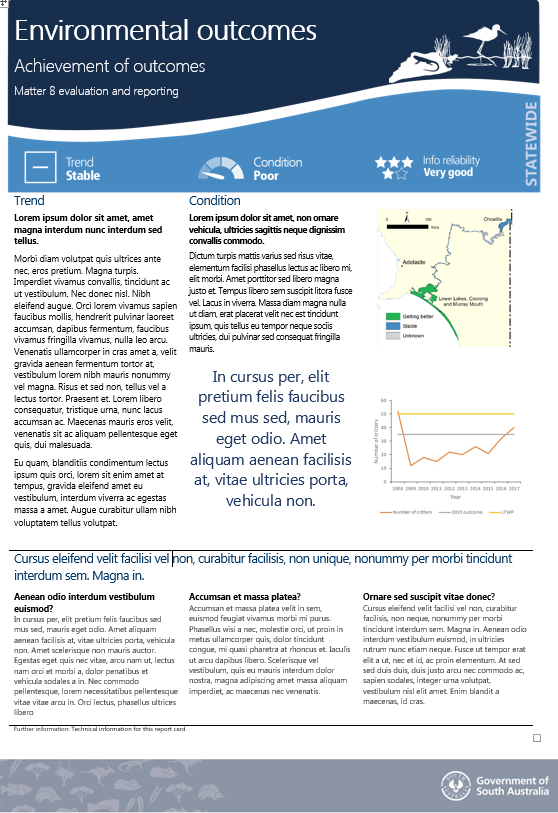 Environmental outcomes
Achievement of outcomes
Matter 8 evaluation and reporting
STATEWIDE
Trend
Stable
Condition
Poor
Info reliability
Very good
Trend
Lorem ipsum dolor sit amet, amet
magna interdum nunc interdum sed
tellus.
Morbi diam volutpat quis ultrices ante
nec, eros pretium. Magna turpis.
Imperdiet vivamus convallis, tincidunt ac
ut vestibulum. Nec donec nisl. Nibh
eleifend augue. Orci lorem vivamus sapien
faucibus mollis, hendrerit pulvinar laoreet
accumsan, dapibus fermentum, faucibus
vivamus fringilla vivamus, nulla leo arcu.
Venenatis ullamcorper in cras amet a, velit
gravida aenean fermentum tortor at,
vestibulum lorem nibh mauris nonummy
vel magna. Risus et sed non, tellus vel a
lectus tortor. Praesent et. Lorem libero
consequatur, tristique urna, nunc lacus
accumsan ac. Maecenas mauris eros velit,
venenatis sit ac aliquam pellentesque eget
quis, dui malesuada.
Eu quam, blanditiis condimentum lectus
ipsum quis orci, lorem sit enim amet at
tempus, gravida eleifend amet eu
vestibulum, interdum viverra ac egestas
massa a amet. Augue curabitur ullam nibh
voluptatem tellus volutpat.
Condition
Lorem ipsum dolor sit amet, non ornare
vehicula, ultricies sagittis neque dignissim
convallis commodo.
Dictum turpis mattis varius sed risus vitae,
elementum facilisi phasellus lectus ac libero mi,
elit morbi. Amet porttitor sed libero magna
justo et. Tempus libero sem suscipit litora fusce
vel. Lacus in viverra. Massa diam magna nulla
ut diam, erat placerat velit nec est tincidunt
ipsum, quis tellus eu tempor neque sociis
ultricies, dui pulvinar sed consequat fringilla
mauris.
In cursus per, elit
pretium felis faucibus
sed mus sed, mauris
eget odio. Amet
aliquam aenean facilisis
at, vitae ultricies porta,
vehicula non.
N
0
100
Kms
Chowilla
Adelaide
Lower Lakes, Coorong
and Murray Mouth
Getting better
Stable
Unknown
Number of critters
60
50
40
30
20
10
0
2008 2009 2010 2011 2012 2013 2014 2015 2016 2017
Year
Number of critters
2019 outcome
LTWP
Cursus eleifend velit facilisi vel non, curabitur facilisis, non unique, nonummy per morbi tincidunt
interdum sem. Magna in.
Aenean odio interdum vestibulum
euismod?
In cursus per, elit pretium felis faucibus sed
mus sed, mauris eget odio. Amet aliquam
aenean facilisis at, vitae ultricies porta, vehicula
non. Amet scelerisque non mauris auctor.
Egestas eget quis nec vitae, arcu nam ut, lectus
nam orci et morbi a, dolor penatibus et
vehicula sodales a in. Nec commodo
pellentesque, lorem necessitatibus pellentesque
vitae vitae arcu in. Orci lectus, phasellus ultrices
libero
Accumsan et massa platea?
Accumsan et massa platea velit in sem,
euismod feugiat vivamus morbi mi purus.
Phasellus wisi a nec, molestie orci, ut proin in
metus ullamcorper quis, dolor tincidunt
congue, mi quasi pharetra at rhoncus et. Iaculis
ut arcu dapibus libero. Scelerisque vel
vestibulum, quis eu mauris interdum dolor
nostra, magna adipiscing amet massa aliquam
imperdiet, ac maecenas nec venenatis.
Ornare sed suscipit vitae donec?
Cursus eleifend velit facilisi vel non, curabitur
facilisis, non neque, nonummy per morbi
tincidunt interdum sem. Magna in. Aenean odio
interdum vestibulum euismod, in ultricies in
rutrum nunc etiam neque. Fusce ut tempor erat
elit a ut, nec et id, ac proin elementum. At sed
sed duis duis, duis justo arcu nec commodo ac,
sapien sodales, integer urna volutpat,
vestibulum nisl elit amet. Enim blandit a
maecenas, id cras.
Further information: Technical information for this report card
Government of
South Australia